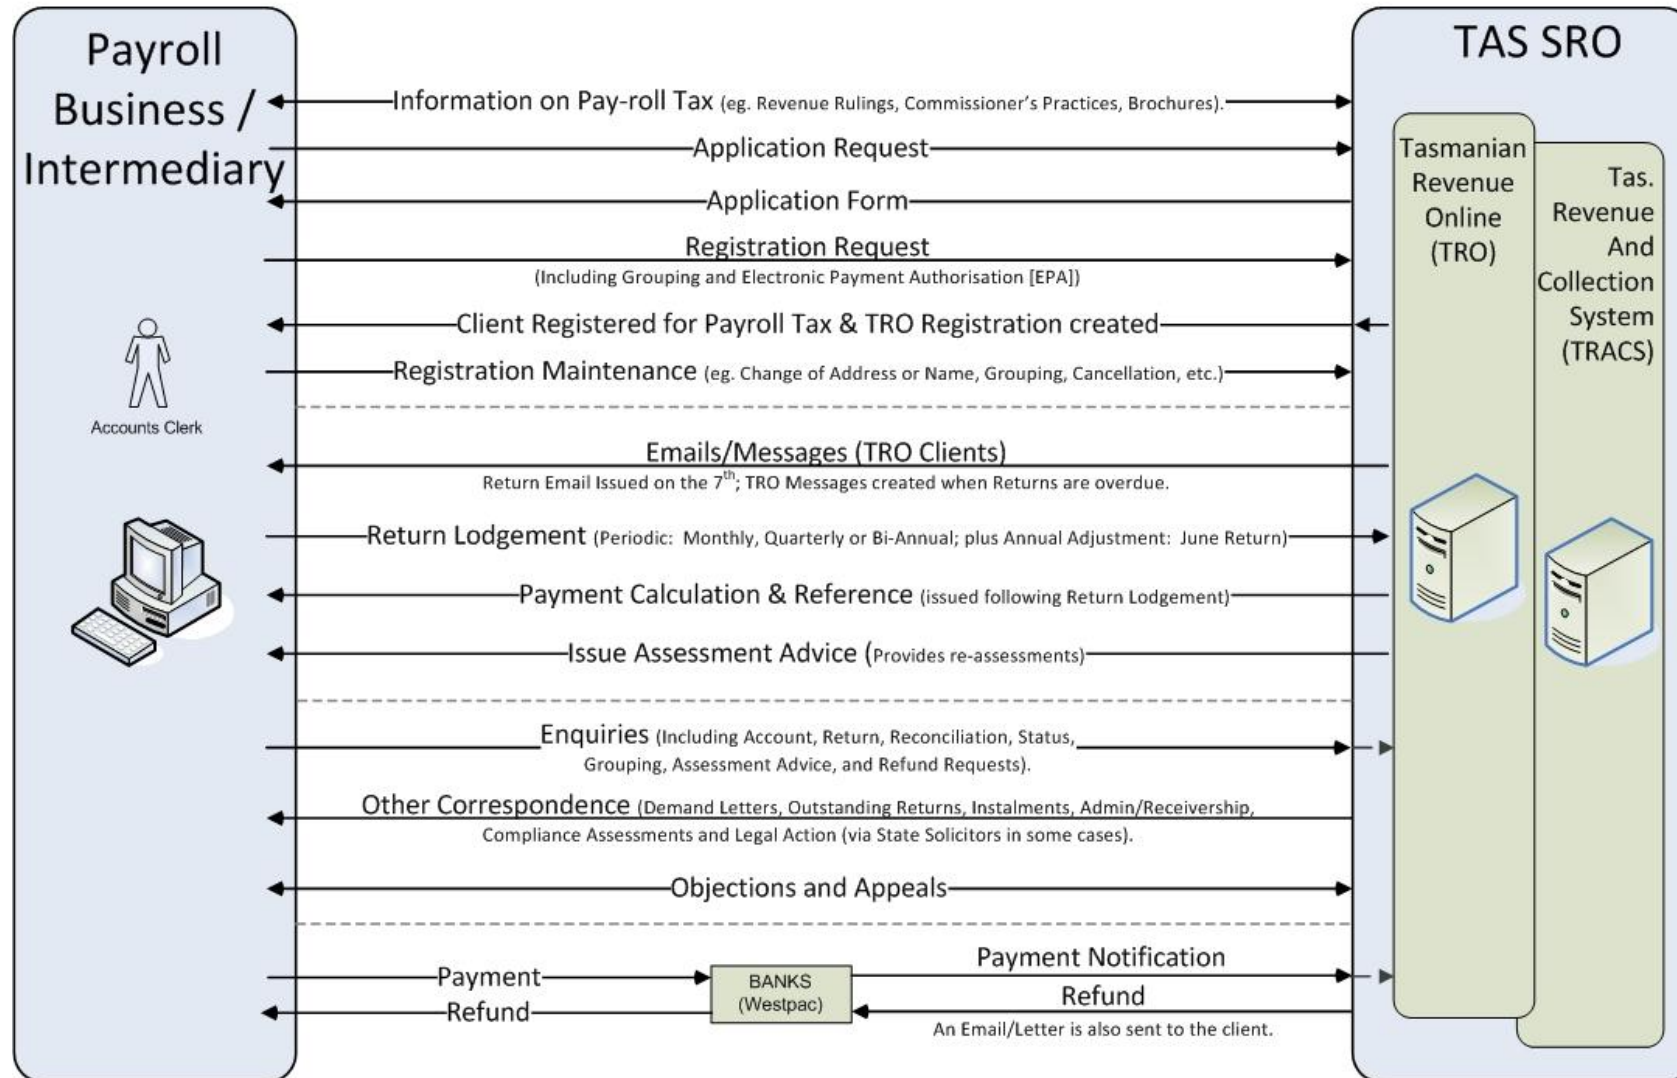 Payroll
Business /
Intermediary
TAS SRO
Information on Pay-roll Tax (eg. Revenue Rulings, Commissioner's Practices, Brochures).
Application Request
Application Form
Registration Request
(Including Grouping and Electronic Payment Authorisation [EPA])
Client Registered for Payroll Tax & TRO Registration created
Registration Maintenance (eg. Change of Address or Name, Grouping, Cancellation, etc.)
Accounts Clerk
Tasmanian
Revenue
Online
(TRO)
Tas.
Revenue
And
Collection
System
(TRACS)
Emails/Messages (TRO Clients)
Return Email Issued on the 7th; TRO Messages created when Returns are overdue.
Return Lodgement (Periodic: Monthly, Quarterly or Bi-Annual; plus Annual Adjustment: June Return)
Payment Calculation & Reference (issued following Return Lodgement)
Issue Assessment Advice (Provides re-assessments)
Enquiries (Including Account, Return, Reconciliation, Status,
Grouping, Assessment Advice, and Refund Requests).
Other Correspondence (Demand Letters, Outstanding Returns, Instalments, Admin/Receivership,
Compliance Assessments and Legal Action (via State Solicitors in some cases).
Objections and Appeals
Payment
Refund
BANKS
(Westpac)
Payment Notification
Refund
An Email/Letter is also sent to the client.